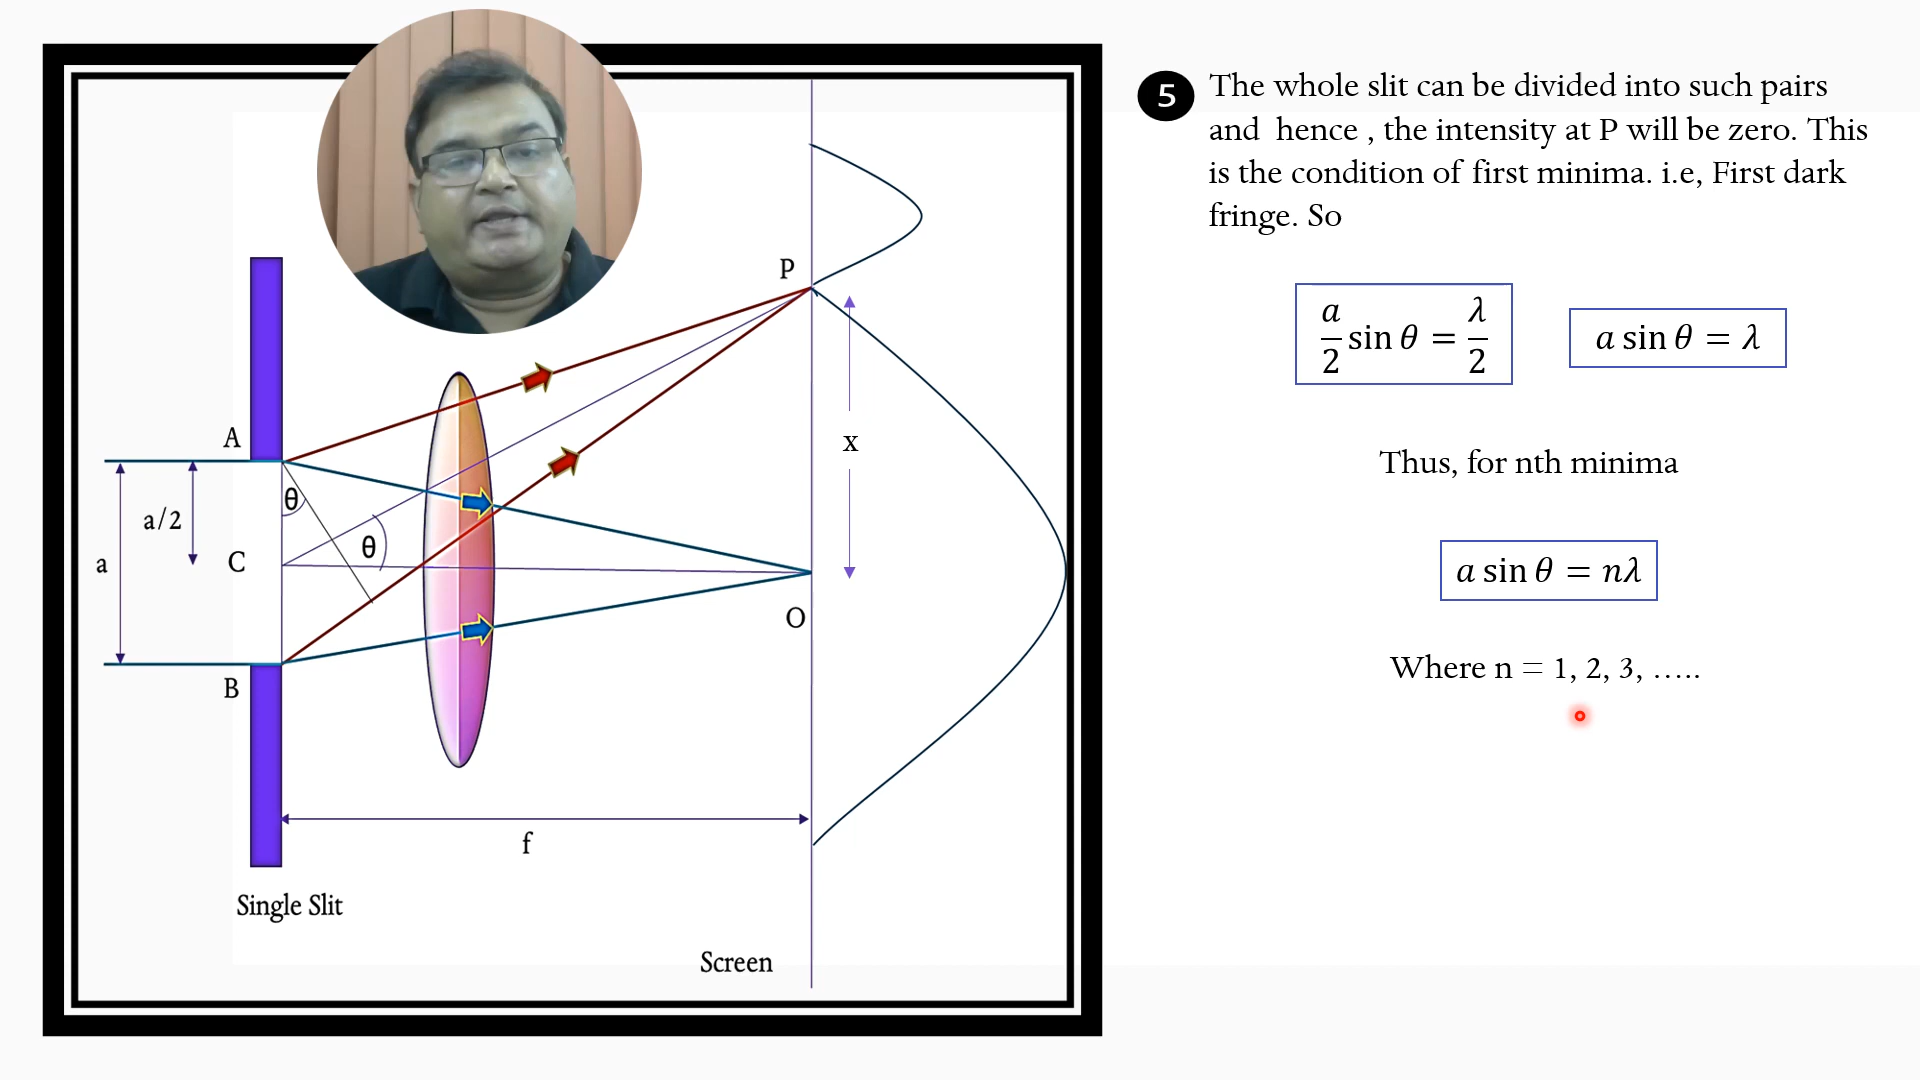 5
The whole slit can be divided into such pairs
and hence , the intensity at P will be zero. This
is the condition of first minima. i.e, First dark
fringe. So
a/2 sin θ = λ/2
a sin θ = λ
Thus, for nth minima
a sin θ = nλ
Where n = 1, 2, 3, …..
P
x
A
θ
a/2
θ
a
C
O
B
f
Single Slit
Screen